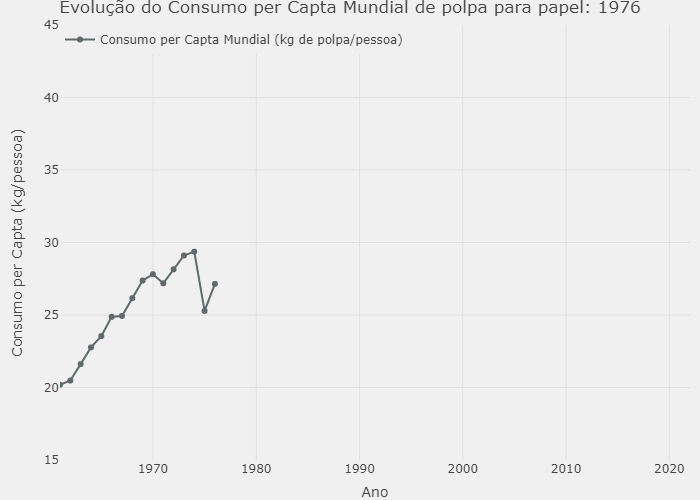 Evolução do Consumo per Capta Mundial de polpa para papel: 1976
Consumo per Capta Mundial (kg de polpa/pessoa)
Consumo per Capta (kg/pessoa)
45
40
35
30
25
20
15
1970 1980 1990 2000 2010 2020
Ano